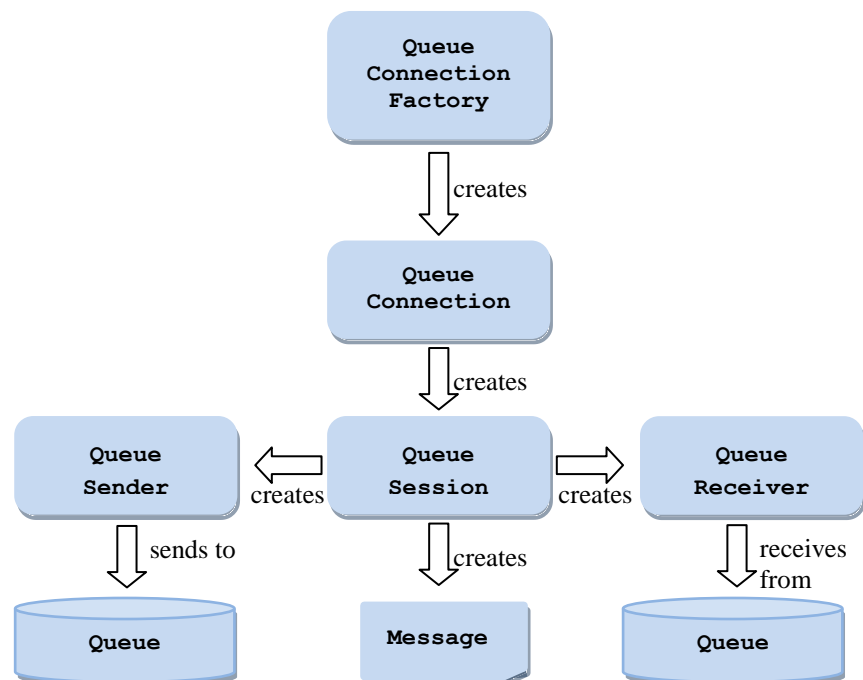 Queue
Connection
Factory
creates
Queue
Connection
creates
Queue
Sender
creates
Queue
Session
creates
Queue
Receiver
sends to
creates
receives
from
Queue
Message
Queue